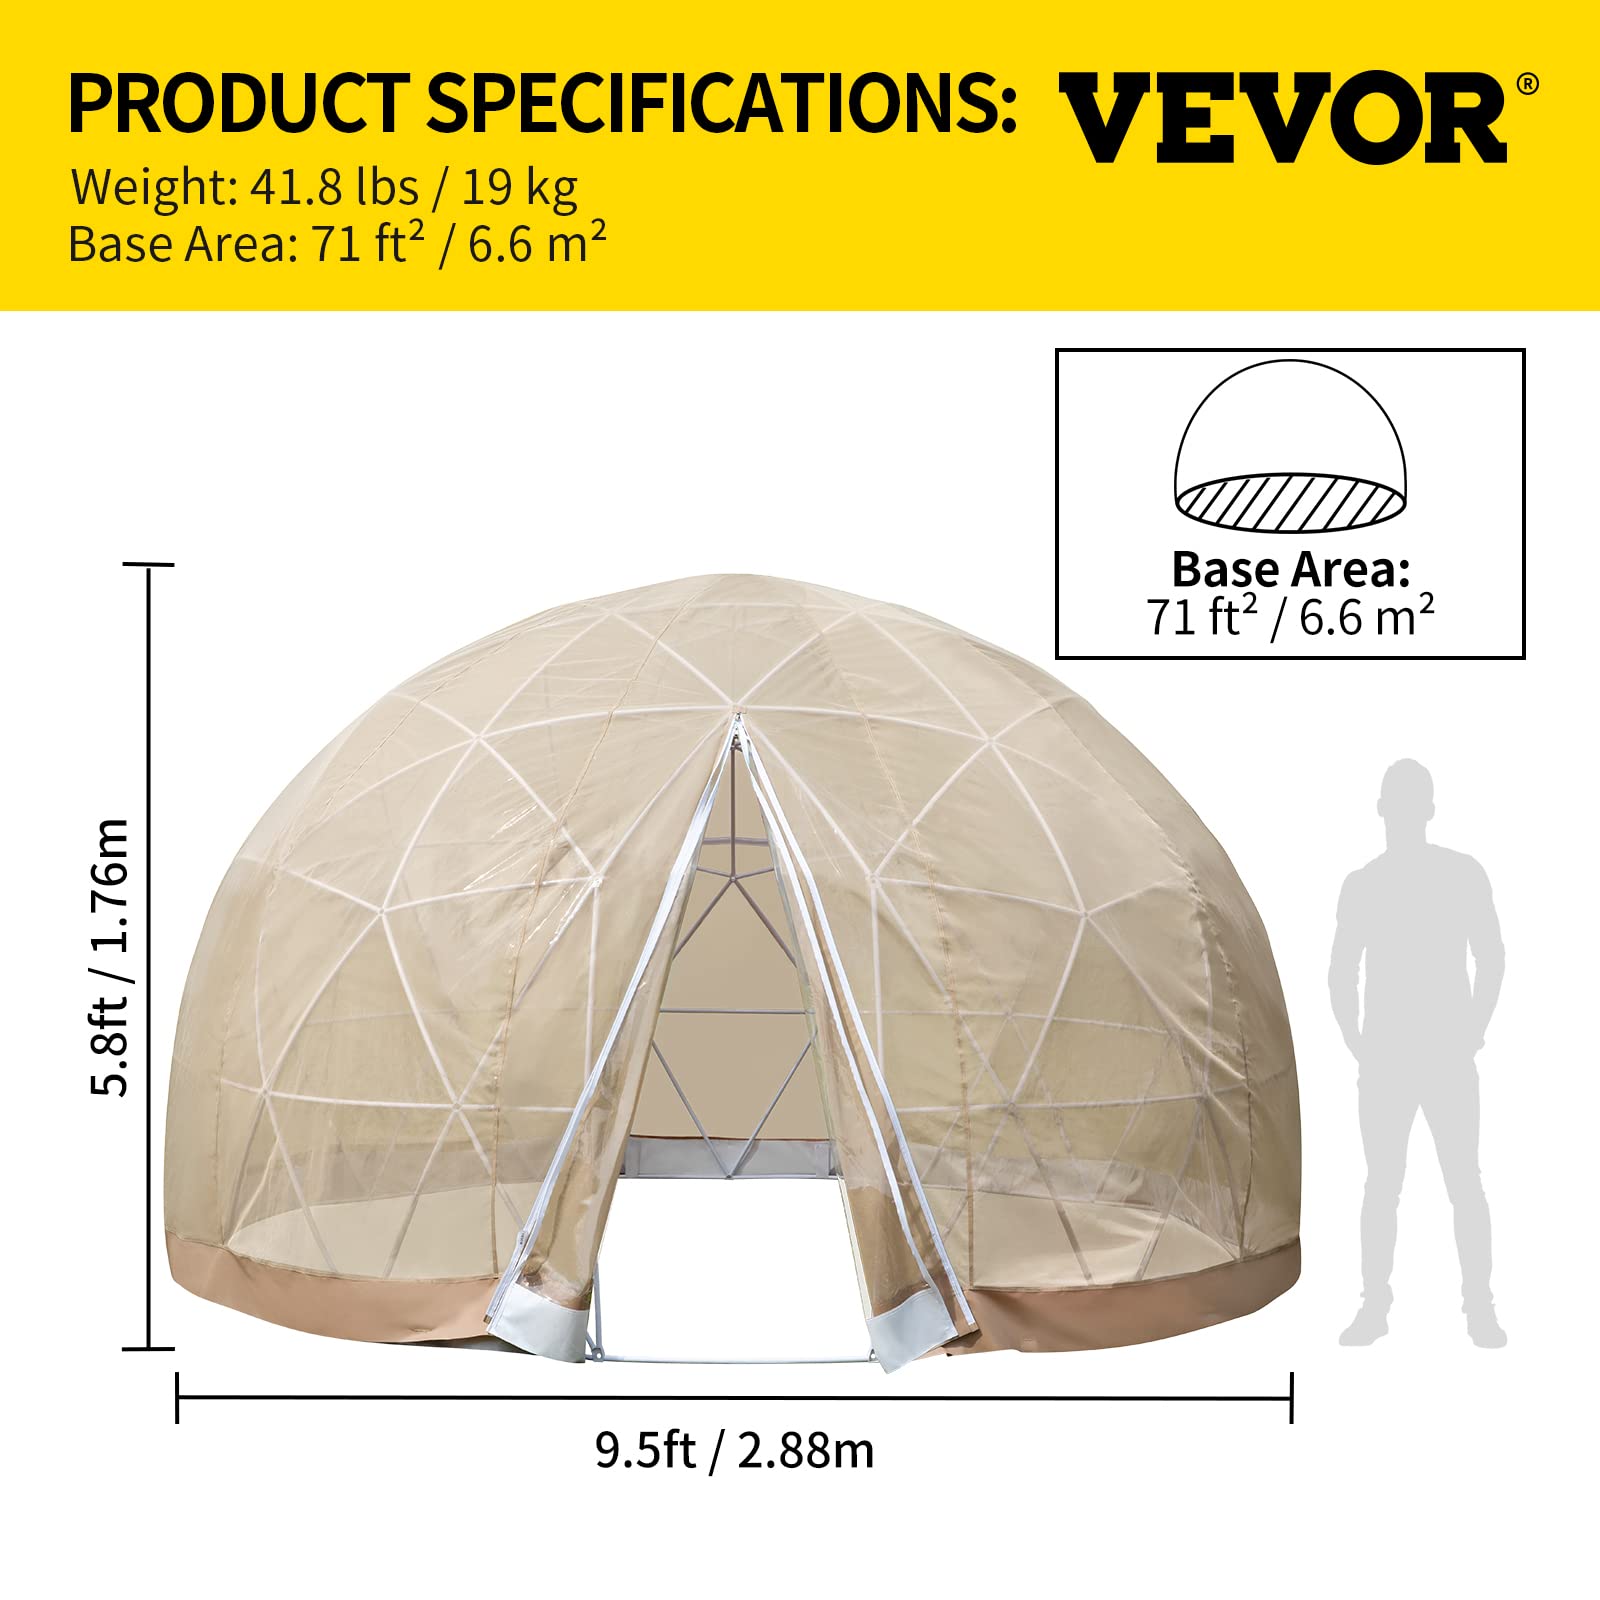 PRODUCT SPECIFICATIONS: VEVOR®
Weight: 41.8 lbs / 19 kg
Base Area: 71 ft² / 6.6 m²
Base Area:
71 ft² / 6.6 m²
5.8ft / 1.76m
9.5ft / 2.88m